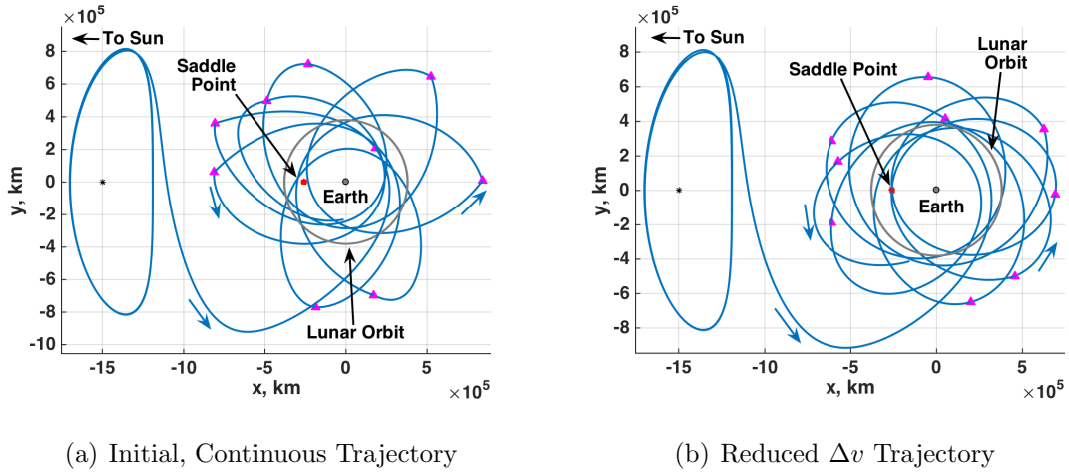 ×10⁵
To Sun
Saddle
Point
Earth
Lunar Orbit
8
6
4
2
0
-2
-4
-6
-8
-10
y, km
-15
-10
-5
0
5
x, km
×10⁵
(a) Initial, Continuous Trajectory
×10⁵
To Sun
Lunar
Orbit
Saddle Point
Earth
8
6
4
2
0
-2
-4
-6
-8
y, km
-15
-10
-5
0
5
x, km
×10⁵
(b) Reduced Δv Trajectory